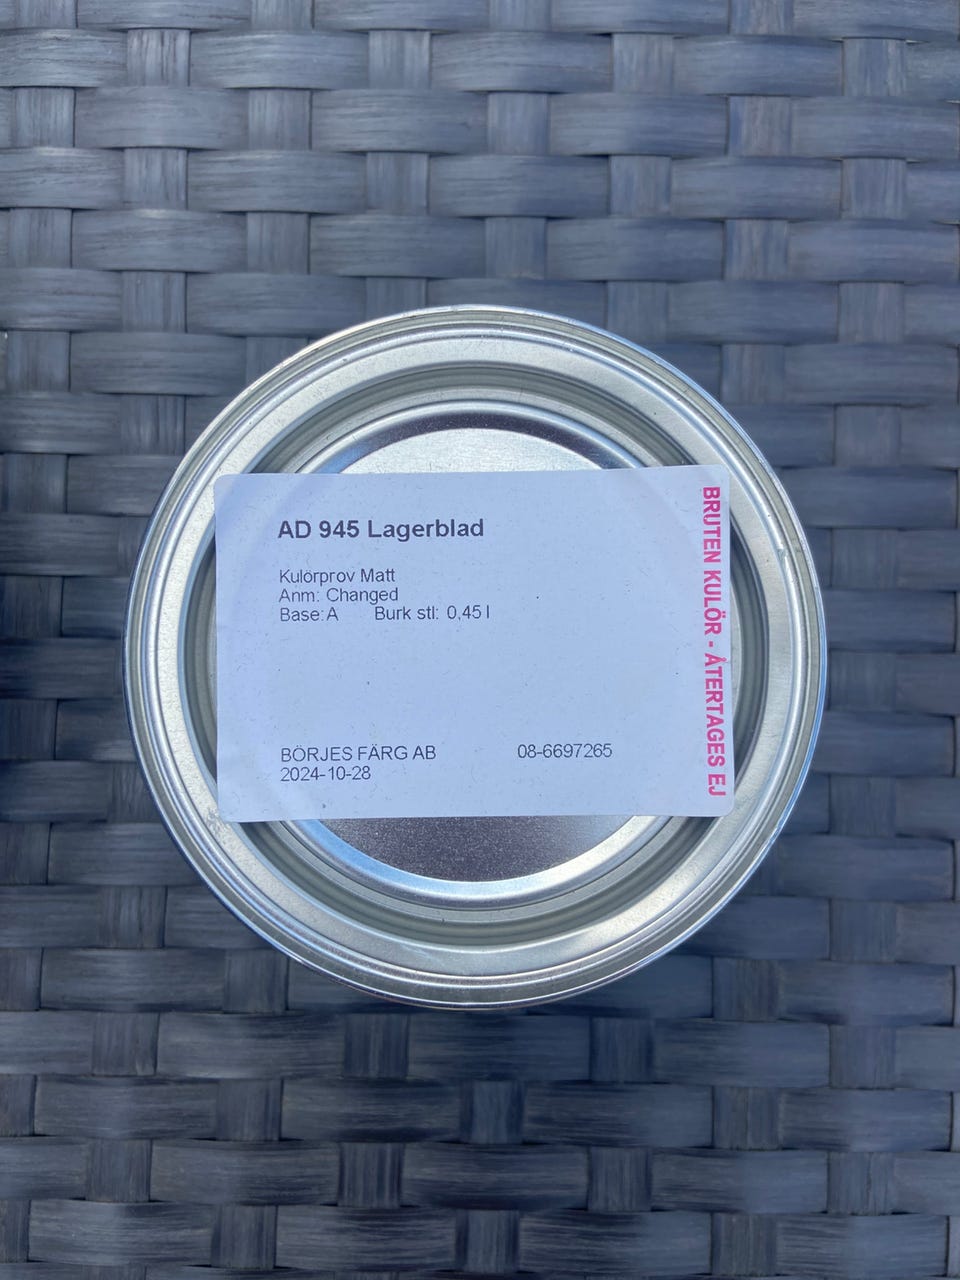 AD 945 Lagerblad
Kulörprov Matt
Anm: Changed
Base: A Burk stl: 0,45 l
BÖRJES FÄRG AB 08-6697265
2024-10-28
BRUTEN KULÖR - ÅTERTAGES EJ